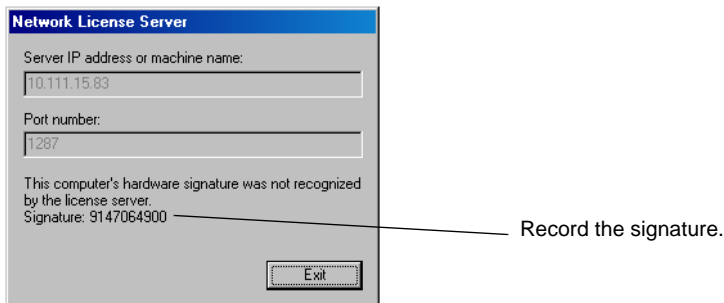 Network License Server
Server IP address or machine name:
10.111.15.83
Port number:
1287
This computer's hardware signature was not recognized
by the license server.
Signature: 9147064900
Record the signature.
Exit